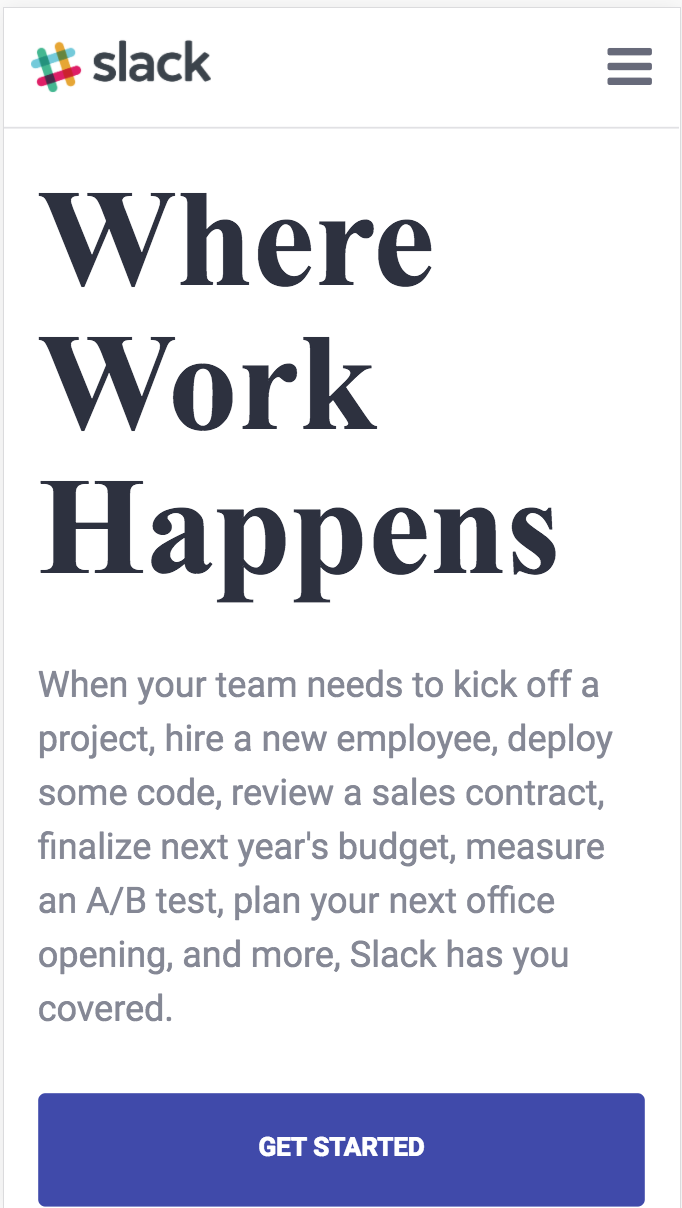 slack
Where
Work
Happens
When your team needs to kick off a
project, hire a new employee, deploy
some code, review a sales contract,
finalize next year's budget, measure
an A/B test, plan your next office
opening, and more, Slack has you
covered.
GET STARTED